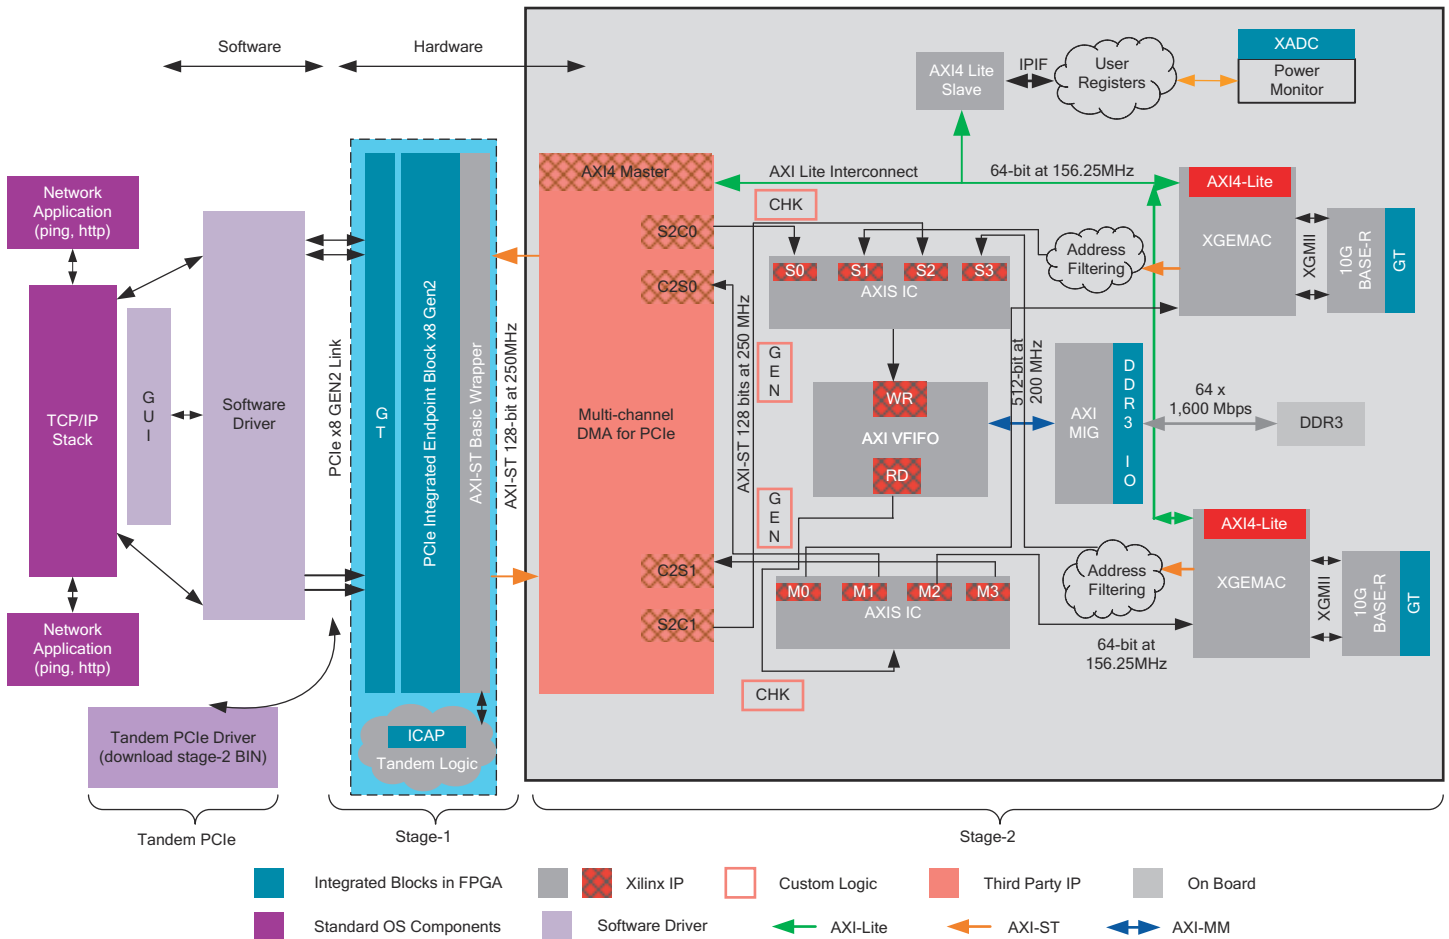 Software
Hardware
XADC
Power
Monitor
User
Registers
IPIF
AXI4 Lite
Slave
AXI4 Master
AXI Lite Interconnect
64-bit at 156.25MHz
AXI4-Lite
XGEMAC
XGMII
10G
BASE-R
GT
Network
Application
(ping, http)
CHK
S2C0
C2S0
S0
S1
S2
S3
AXIS IC
Address
Filtering
TCP/IP
Stack
G
U
I
Software
Driver
PCIe x8 GEN2 Link
G
T
PCIe Integrated Endpoint Block x8 Gen2
AXI-ST Basic Wrapper
AXI-ST 128-bit at 250MHz
Multi-channel
DMA for PCIe
AXI-ST 128 bits at 250 MHz
G
E
N
WR
AXI VFIFO
RD
512-bit at
200 MHz
AXI
MIG
D
D
R
3
I
O
64 x
1,600 Mbps
DDR3
G
E
N
C2S1
S2C1
M0
M1
M2
M3
AXIS IC
Address
Filtering
AXI4-Lite
XGEMAC
XGMII
10G
BASE-R
GT
64-bit at
156.25MHz
CHK
Network
Application
(ping, http)
Tandem PCIe Driver
(download stage-2 BIN)
ICAP
Tandem Logic
Tandem PCIe
Stage-1
Stage-2
Integrated Blocks in FPGA
Xilinx IP
Custom Logic
Third Party IP
On Board
Standard OS Components
Software Driver
AXI-Lite
AXI-ST
AXI-MM